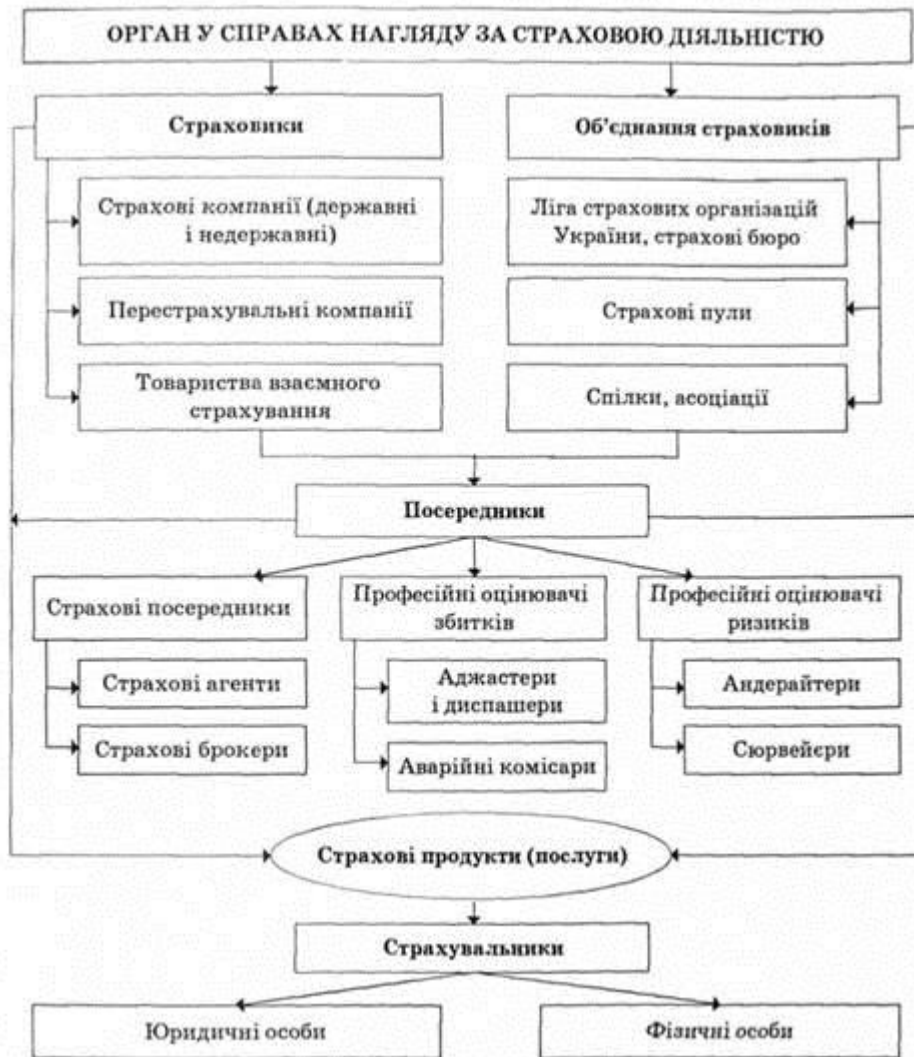 ОРГАН У СПРАВАХ НАГЛЯДУ ЗА СТРАХОВОЮ ДІЯЛЬНІСТЮ
Страховики
Об’єднання страховиків
Страхові компанії (державні
і недержавні)
Ліга страхових організацій
України, страхові бюро
Перестрахувальні компанії
Страхові пули
Товариства взаємного
страхування
Спілки, асоціації
Посередники
Страхові посередники
Професійні оцінювачі
збитків
Професійні оцінювачі
ризиків
Страхові агенти
Аджастери
і диспашери
Андерайтери
Страхові брокери
Аварійні комісари
Сюрвейєри
Страхові продукти (послуги)
Страхувальники
Юридичні особи
Фізичні особи